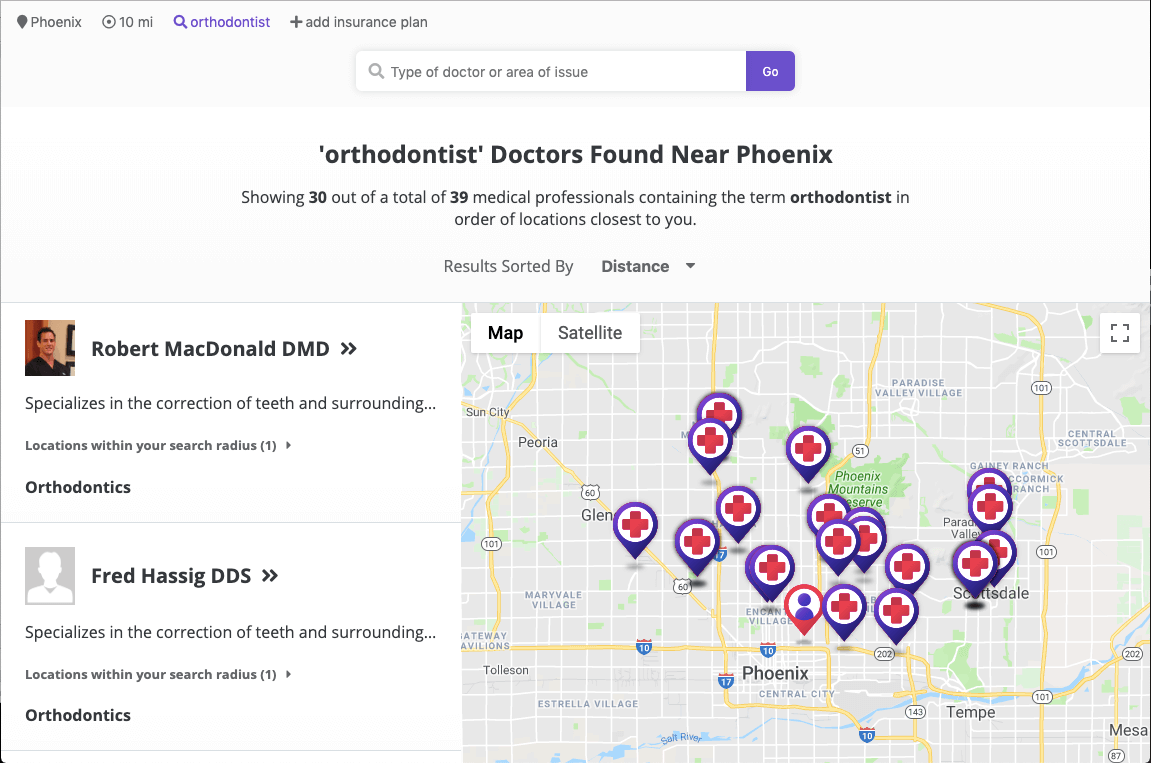 Phoenix 10 mi orthodontist add insurance plan
Type of doctor or area of issue Go
'orthodontist' Doctors Found Near Phoenix
Showing 30 out of a total of 39 medical professionals containing the term orthodontist in
order of locations closest to you.
Results Sorted By Distance
Robert MacDonald DMD
Specializes in the correction of teeth and surrounding...
Locations within your search radius (1)
Orthodontics
Fred Hassig DDS
Specializes in the correction of teeth and surrounding...
Locations within your search radius (1)
Orthodontics
Map Satellite
PARADISE
VALLEY VILLAGE
101
Sun City
Peoria
51
CENTRAL
SCOTTSDALE
GAINEY RANCH
CCORMICK
RANCH
Phoenix
Mountains
eserve
60
Glen
101
Parad
Valley
17
101
60
Scottsdale
MARYVALE
VILLAGE
ENCANT
VILLAGE
GATEWAY
AVILIONS
10
10
202
202
Tolleson
17
Phoenix
CENTRAL CITY
101
ESTRELLA VILLAGE
143
Tempe
Salt River
10
Mesa
87